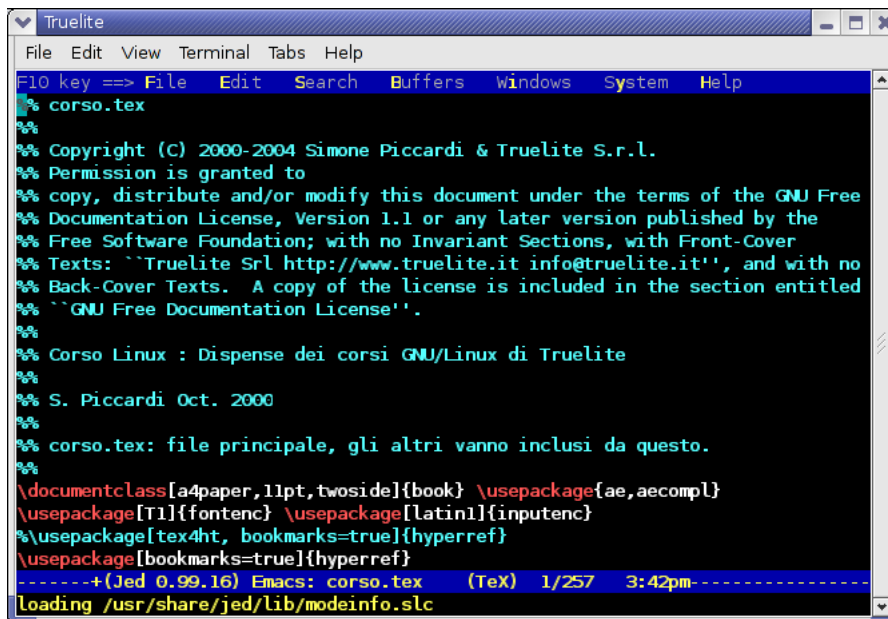 Truelite
File Edit View Terminal Tabs Help
F10 key ==> File Edit Search Buffers Windows System Help
%% corso.tex
%%
%% Copyright (C) 2000-2004 Simone Piccardi & Truelite S.r.l.
%% Permission is granted to
%% copy, distribute and/or modify this document under the terms of the GNU Free
%% Documentation License, Version 1.1 or any later version published by the
%% Free Software Foundation; with no Invariant Sections, with Front-Cover
%% Texts: ``Truelite Srl http://www.truelite.it info@truelite.it'', and with no
%% Back-Cover Texts.  A copy of the license is included in the section entitled
%% ``GNU Free Documentation License''.
%%
%% Corso Linux : Dispense dei corsi GNU/Linux di Truelite
%%
%% S. Piccardi Oct. 2000
%%
%% corso.tex: file principale, gli altri vanno inclusi da questo.
%%
\documentclass[a4paper,11pt,twoside]{book} \usepackage{ae,aecompl}
\usepackage[T1]{fontenc} \usepackage[latin1]{inputenc}
%\usepackage[tex4ht, bookmarks=true]{hyperref}
\usepackage[bookmarks=true]{hyperref}
-------+(Jed 0.99.16) Emacs: corso.tex    (TeX)  1/257   3:42pm-----------------
loading /usr/share/jed/lib/modeinfo.slc